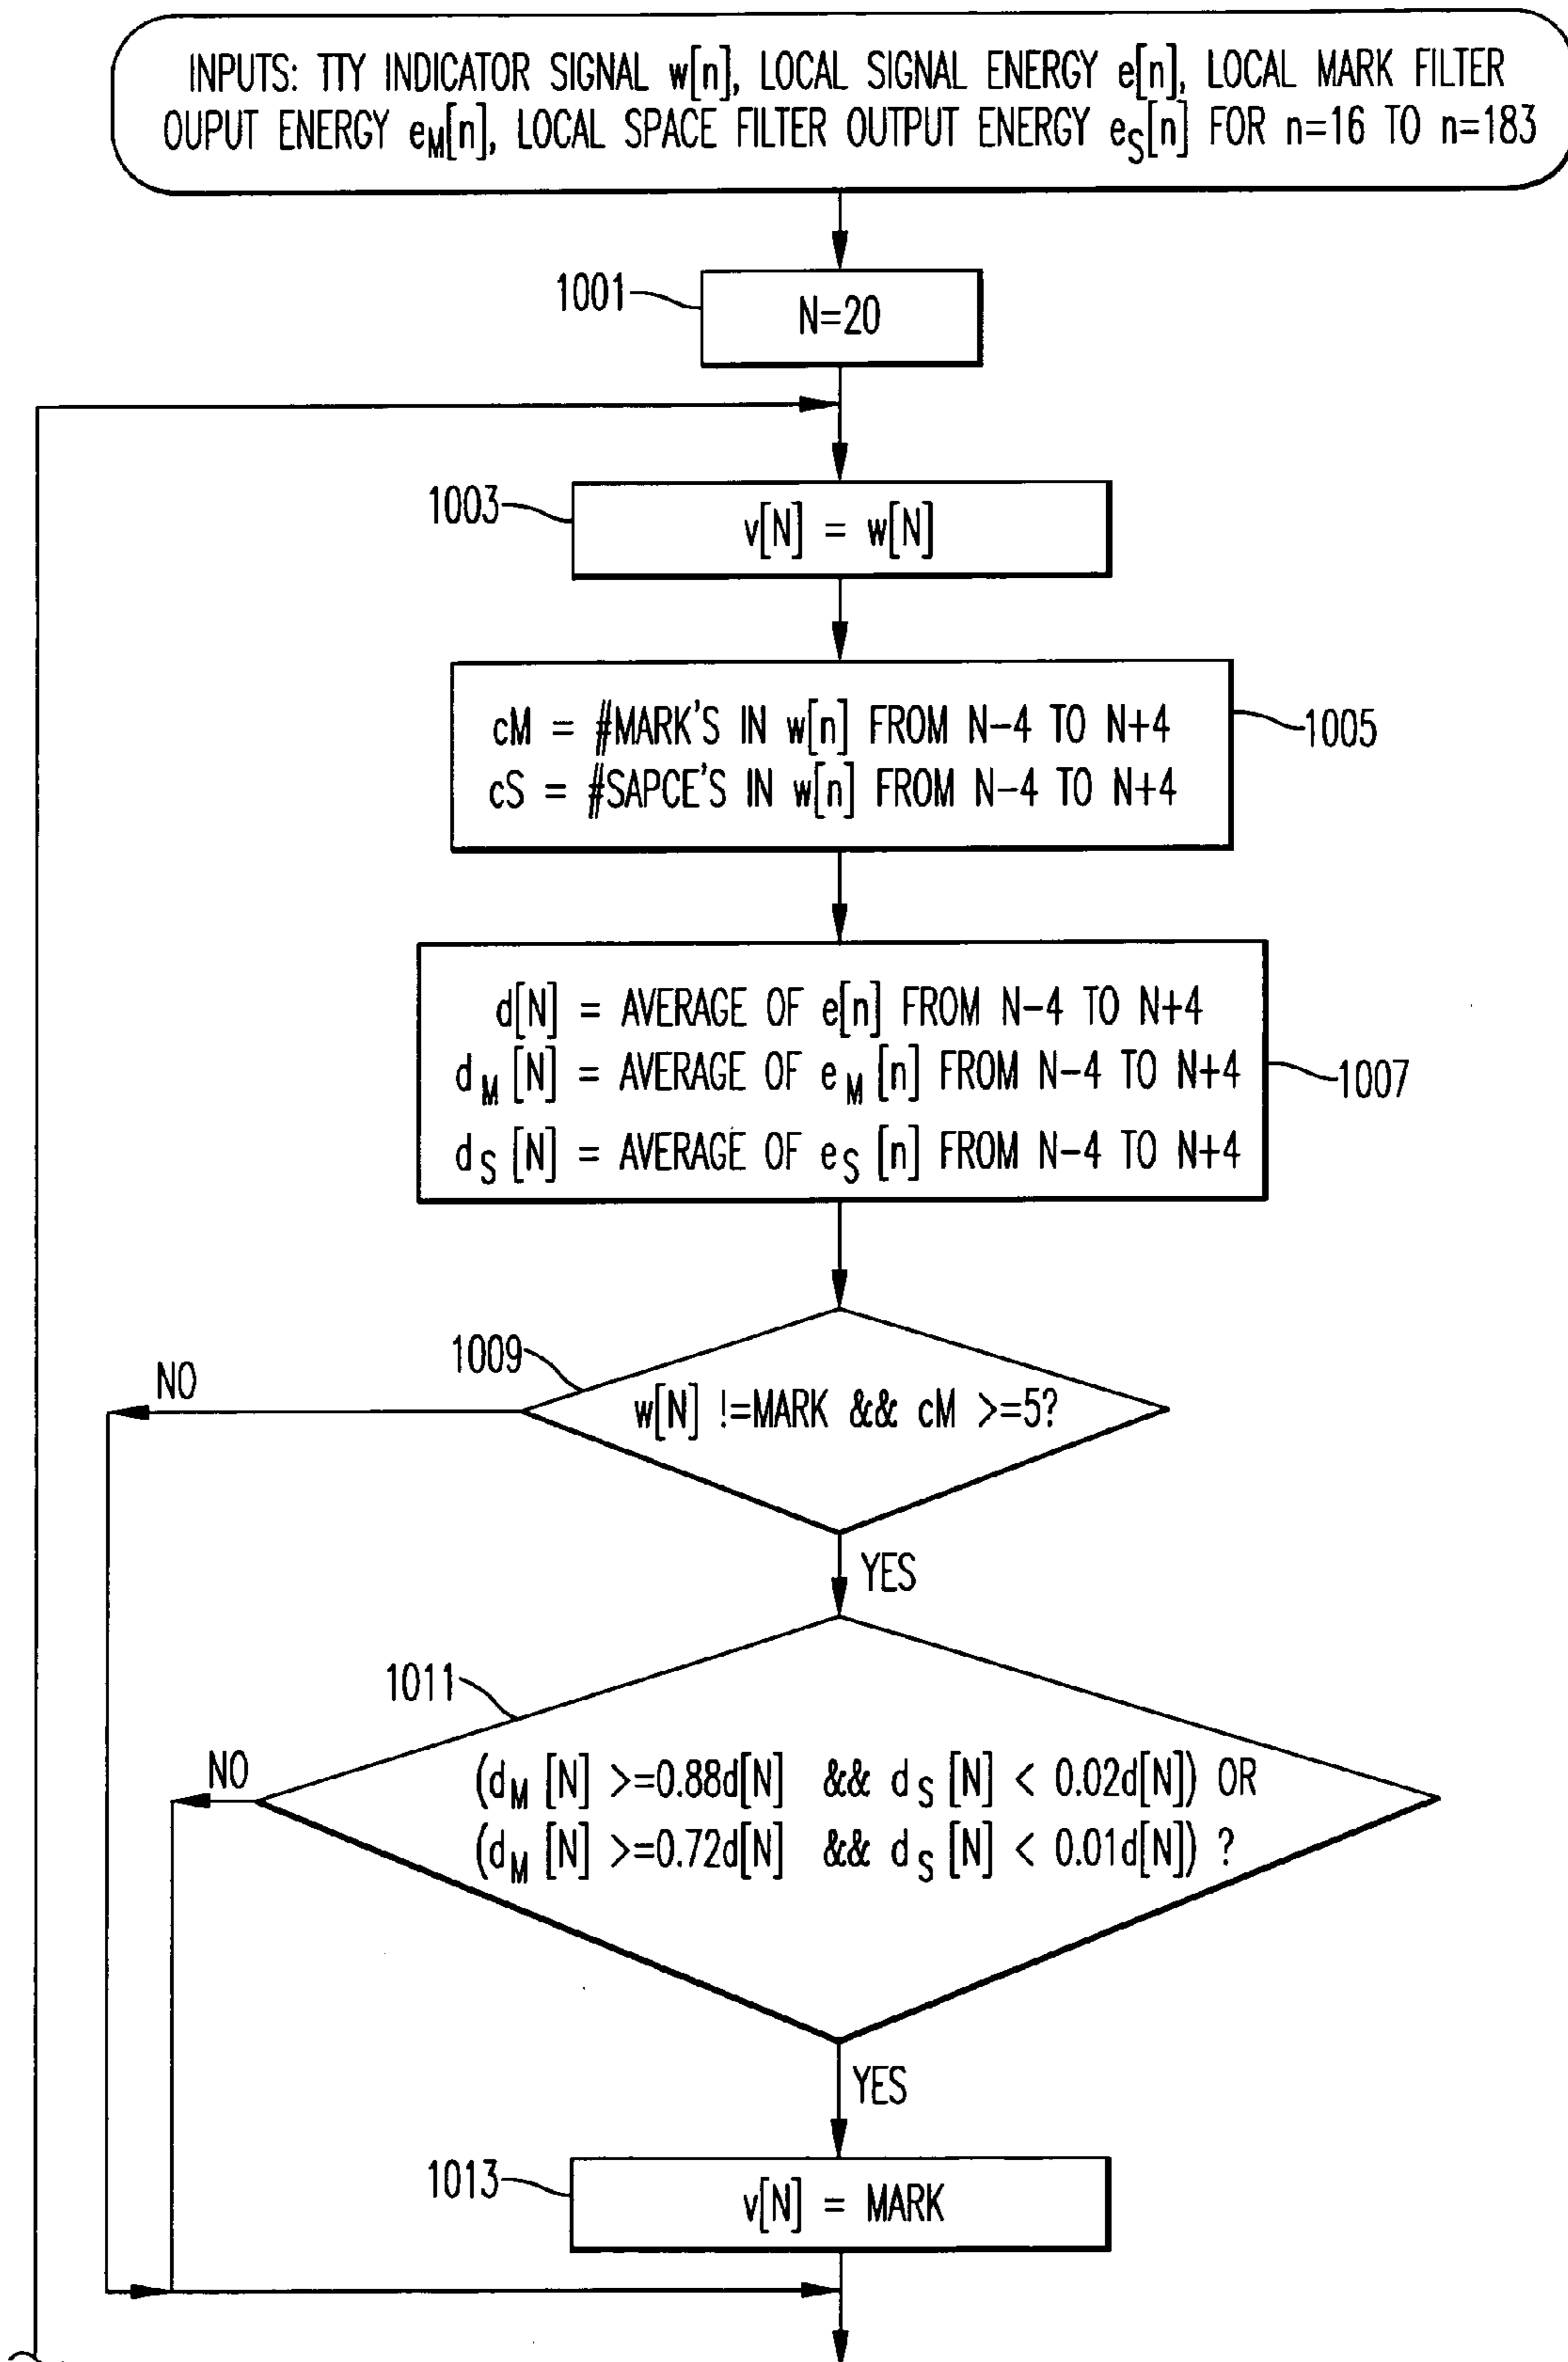 INPUTS: TTY INDICATOR SIGNAL w[n], LOCAL SIGNAL ENERGY e[n], LOCAL MARK FILTER
OUPUT ENERGY eM[n], LOCAL SPACE FILTER OUTPUT ENERGY eS[n] FOR n=16 TO n=183
1001
N=20
1003
v[N] = w[N]
cM = #MARK'S IN w[n] FROM N-4 TO N+4
cS = #SAPCE'S IN w[n] FROM N-4 TO N+4
1005
d[N] = AVERAGE OF e[n] FROM N-4 TO N+4
dM[N] = AVERAGE OF eM[n] FROM N-4 TO N+4
dS[N] = AVERAGE OF eS[n] FROM N-4 TO N+4
1007
1009
NO
w[N] !=MARK && cM >=5?
YES
1011
NO
(dM[N] >=0.88d[N] && dS[N] < 0.02d[N]) OR
(dM[N] >=0.72d[N] && dS[N] < 0.01d[N]) ?
YES
1013
v[N] = MARK